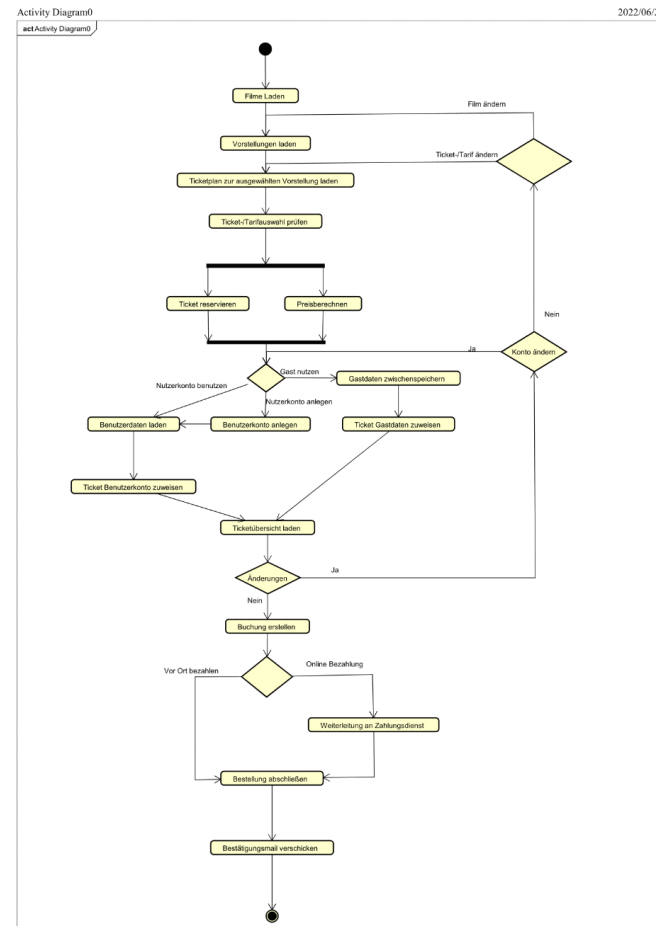 Activity Diagram0
act Activity Diagram0
Filme Laden
Film ändern
Vorstellungen laden
Ticket-/Tarif ändern
Ticketplan zur ausgewählten Vorstellung laden
Ticket-/Tarifauswahl prüfen
Ticket reservieren
Preisberechnen
Nein
Ja
Konto ändern
Gast nutzen
Gastdaten zwischenspeichern
Nutzerkonto benutzen
Nutzerkonto anlegen
Benutzerdaten laden
Benutzerkonto anlegen
Ticket Gastdaten zuweisen
Ticket Benutzerkonto zuweisen
Ticketübersicht laden
Ja
Änderungen
Nein
Buchung erstellen
Vor Ort bezahlen
Online Bezahlung
Weiterleitung an Zahlungsdienst
Bestellung abschließen
Bestätigungsmail verschicken